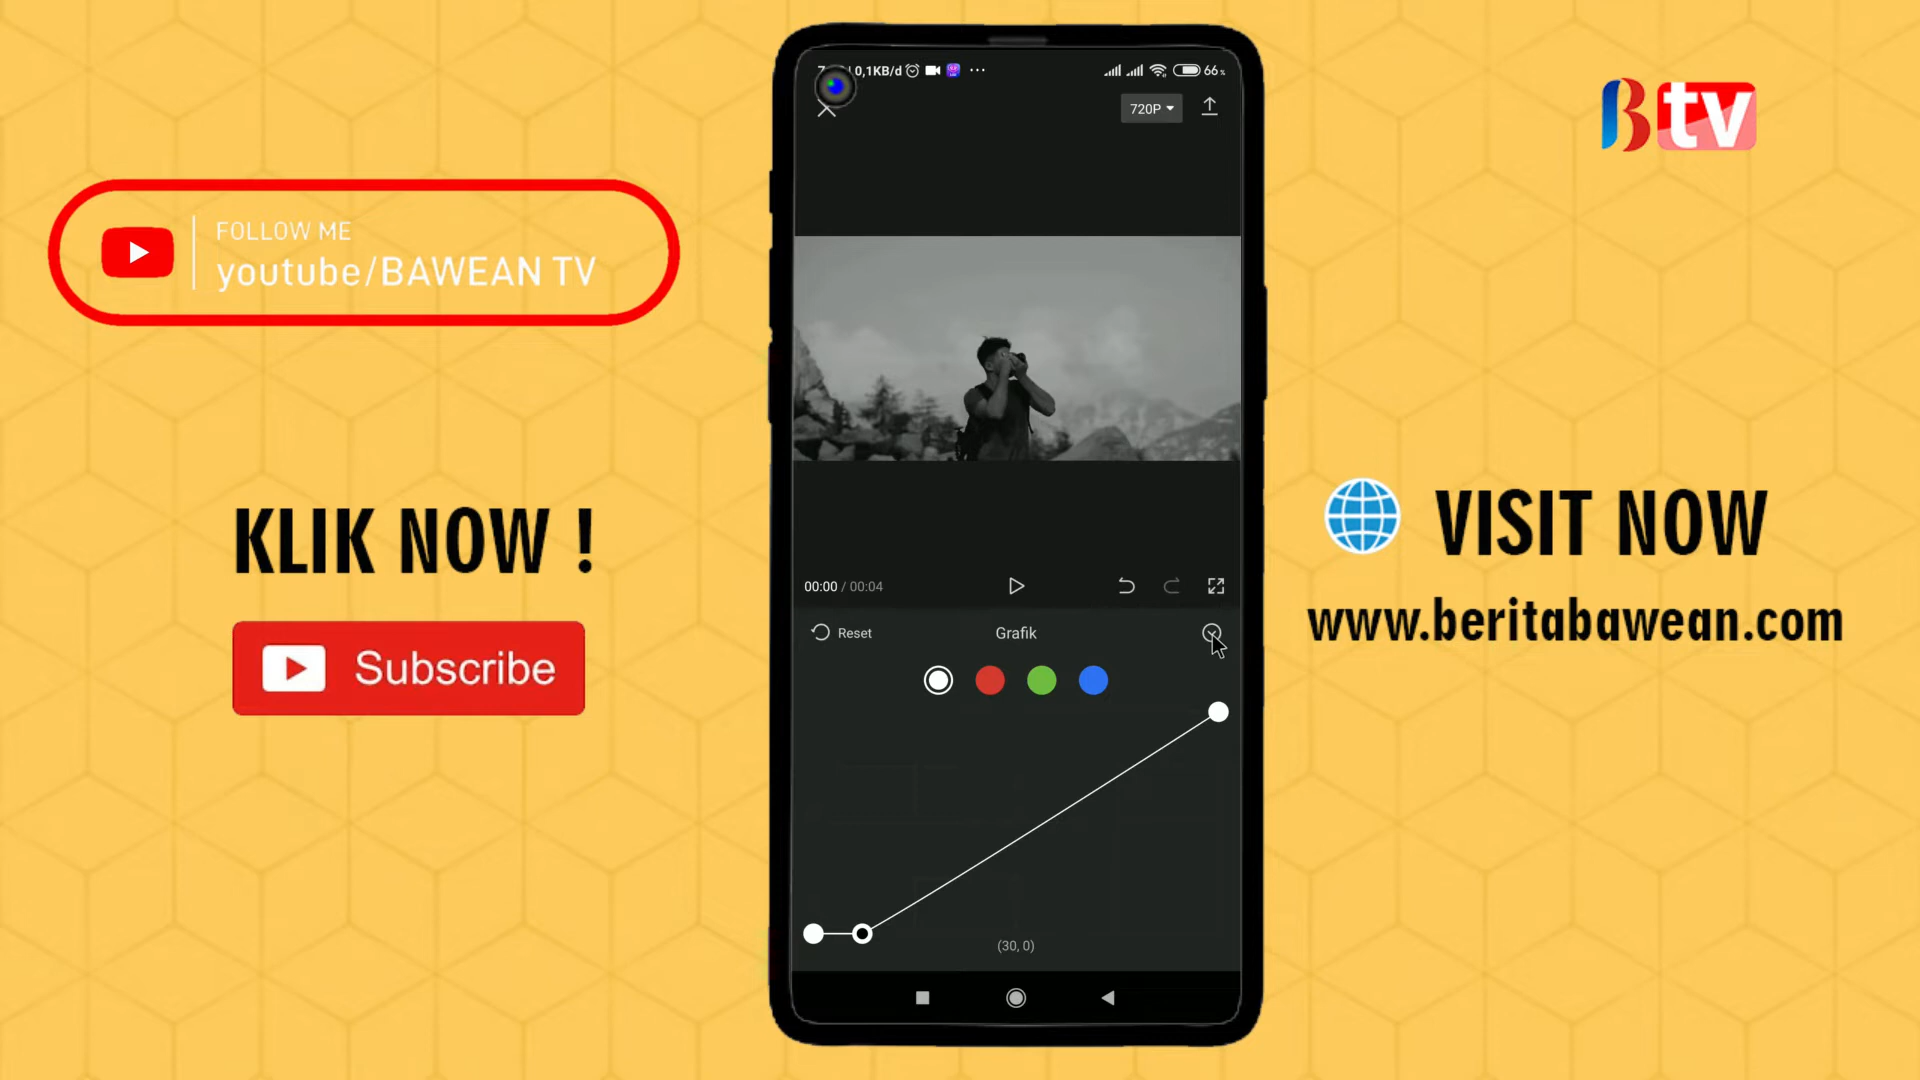 0,1KB/d
66%
720P
Btv
FOLLOW ME
youtube/BAWEAN TV
KLIK NOW !
Subscribe
VISIT NOW
www.beritabawean.com
00:00 / 00:04
Reset
Grafik
(30, 0)